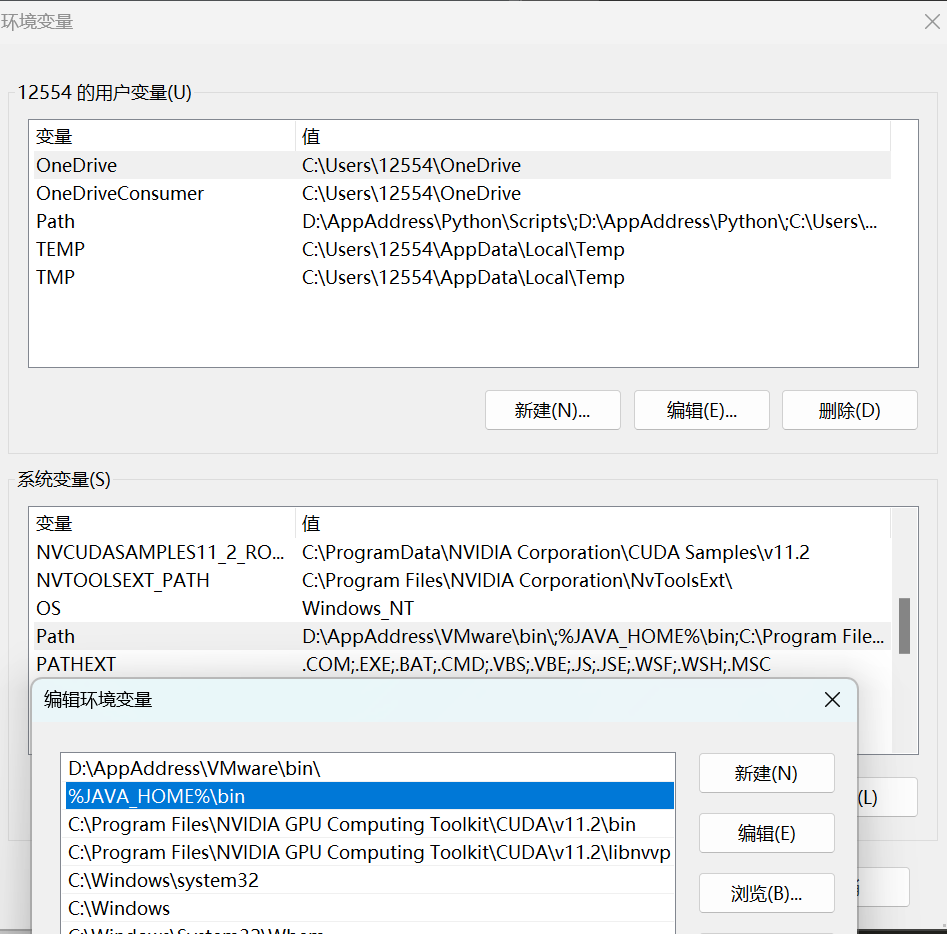 环境变量
12554 的用户变量(U)
变量 值
OneDrive C:\Users\12554\OneDrive
OneDriveConsumer C:\Users\12554\OneDrive
Path D:\AppAddress\Python\Scripts\;D:\AppAddress\Python\;C:\Users\...
TEMP C:\Users\12554\AppData\Local\Temp
TMP C:\Users\12554\AppData\Local\Temp
新建(N)... 编辑(E)... 删除(D)
系统变量(S)
变量 值
NVCUDASAMPLES11_2_RO... C:\ProgramData\NVIDIA Corporation\CUDA Samples\v11.2
NVTOOLSEXT_PATH C:\Program Files\NVIDIA Corporation\NvToolsExt\
OS Windows_NT
Path D:\AppAddress\VMware\bin\;%JAVA_HOME%\bin;C:\Program File...
PATHEXT .COM;.EXE;.BAT;.CMD;.VBS;.VBE;.JS;.JSE;.WSF;.WSH;.MSC
编辑环境变量
D:\AppAddress\VMware\bin\ 新建(N)
%JAVA_HOME%\bin (L)
C:\Program Files\NVIDIA GPU Computing Toolkit\CUDA\v11.2\bin 编辑(E)
C:\Program Files\NVIDIA GPU Computing Toolkit\CUDA\v11.2\libnvvp
C:\Windows\system32 浏览(B)...
C:\Windows